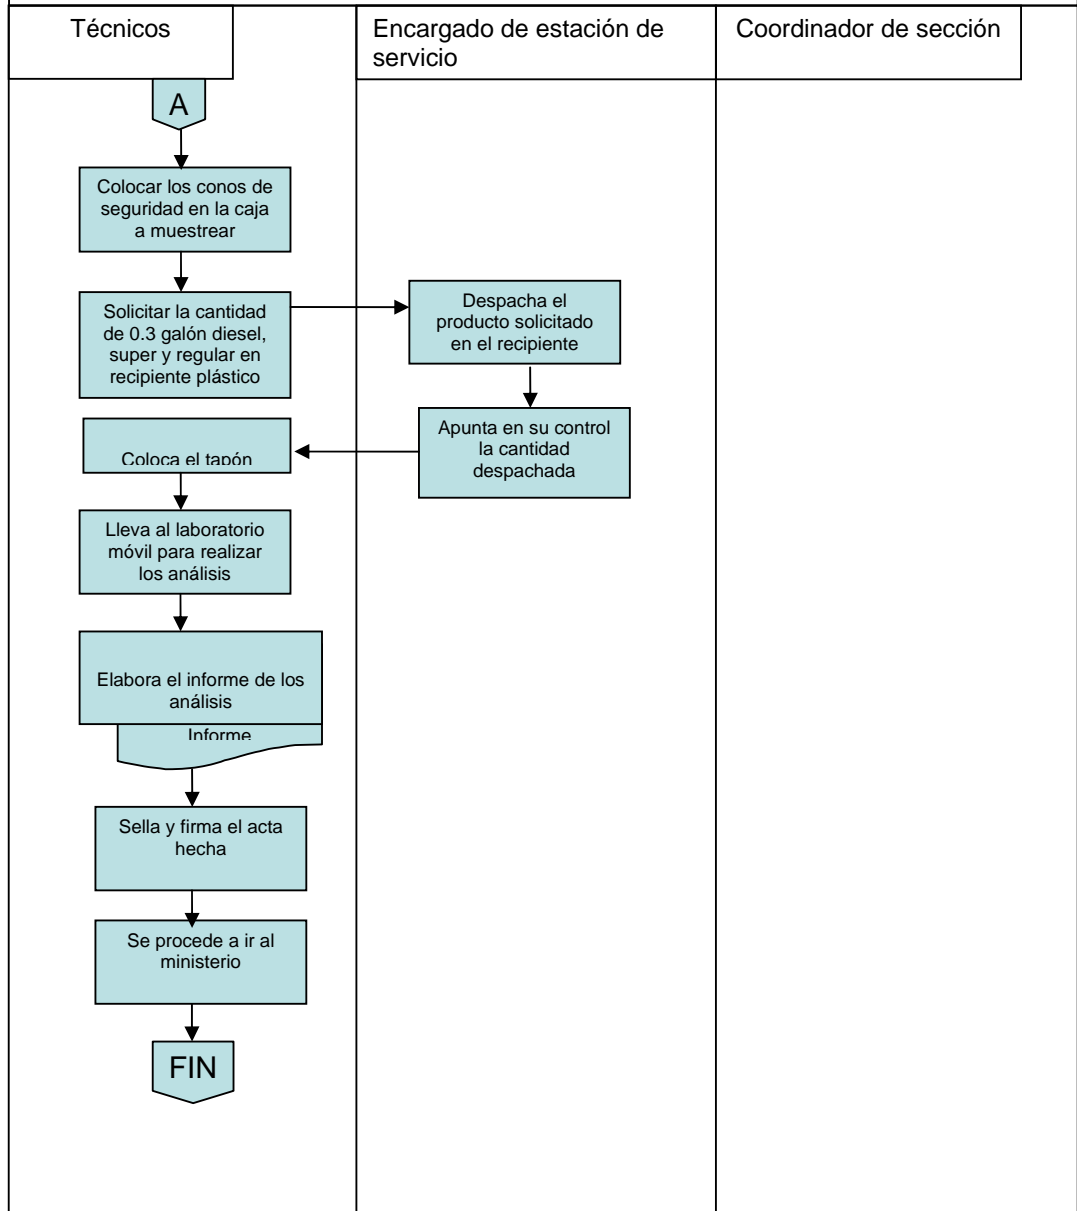 Técnicos
Encargado de estación de
servicio
Coordinador de sección
A
Colocar los conos de
seguridad en la caja
a muestrear
Solicitar la cantidad
de 0.3 galón diesel,
super y regular en
recipiente plástico
Despacha el
producto solicitado
en el recipiente
Apunta en su control
la cantidad
despachada
Coloca el tapón
Lleva al laboratorio
móvil para realizar
los análisis
Elabora el informe de los
análisis
Informe
Sella y firma el acta
hecha
Se procede a ir al
ministerio
FIN